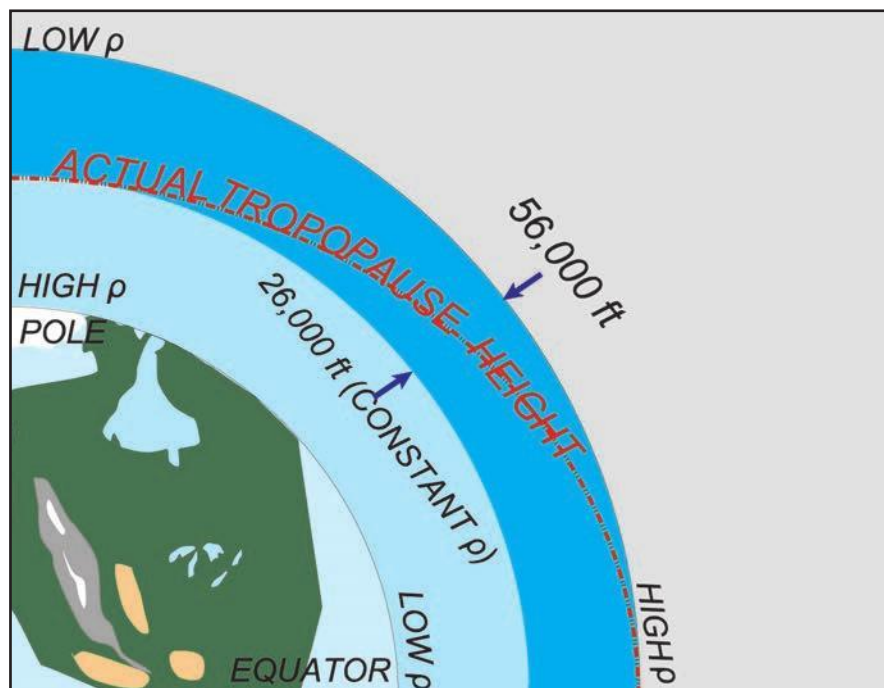 LOW ρ
ACTUAL TROPOPAUSE HEIGHT
56,000 ft
HIGH ρ
POLE
26,000 ft (CONSTANT ρ)
LOW ρ
HIGH ρ
EQUATOR